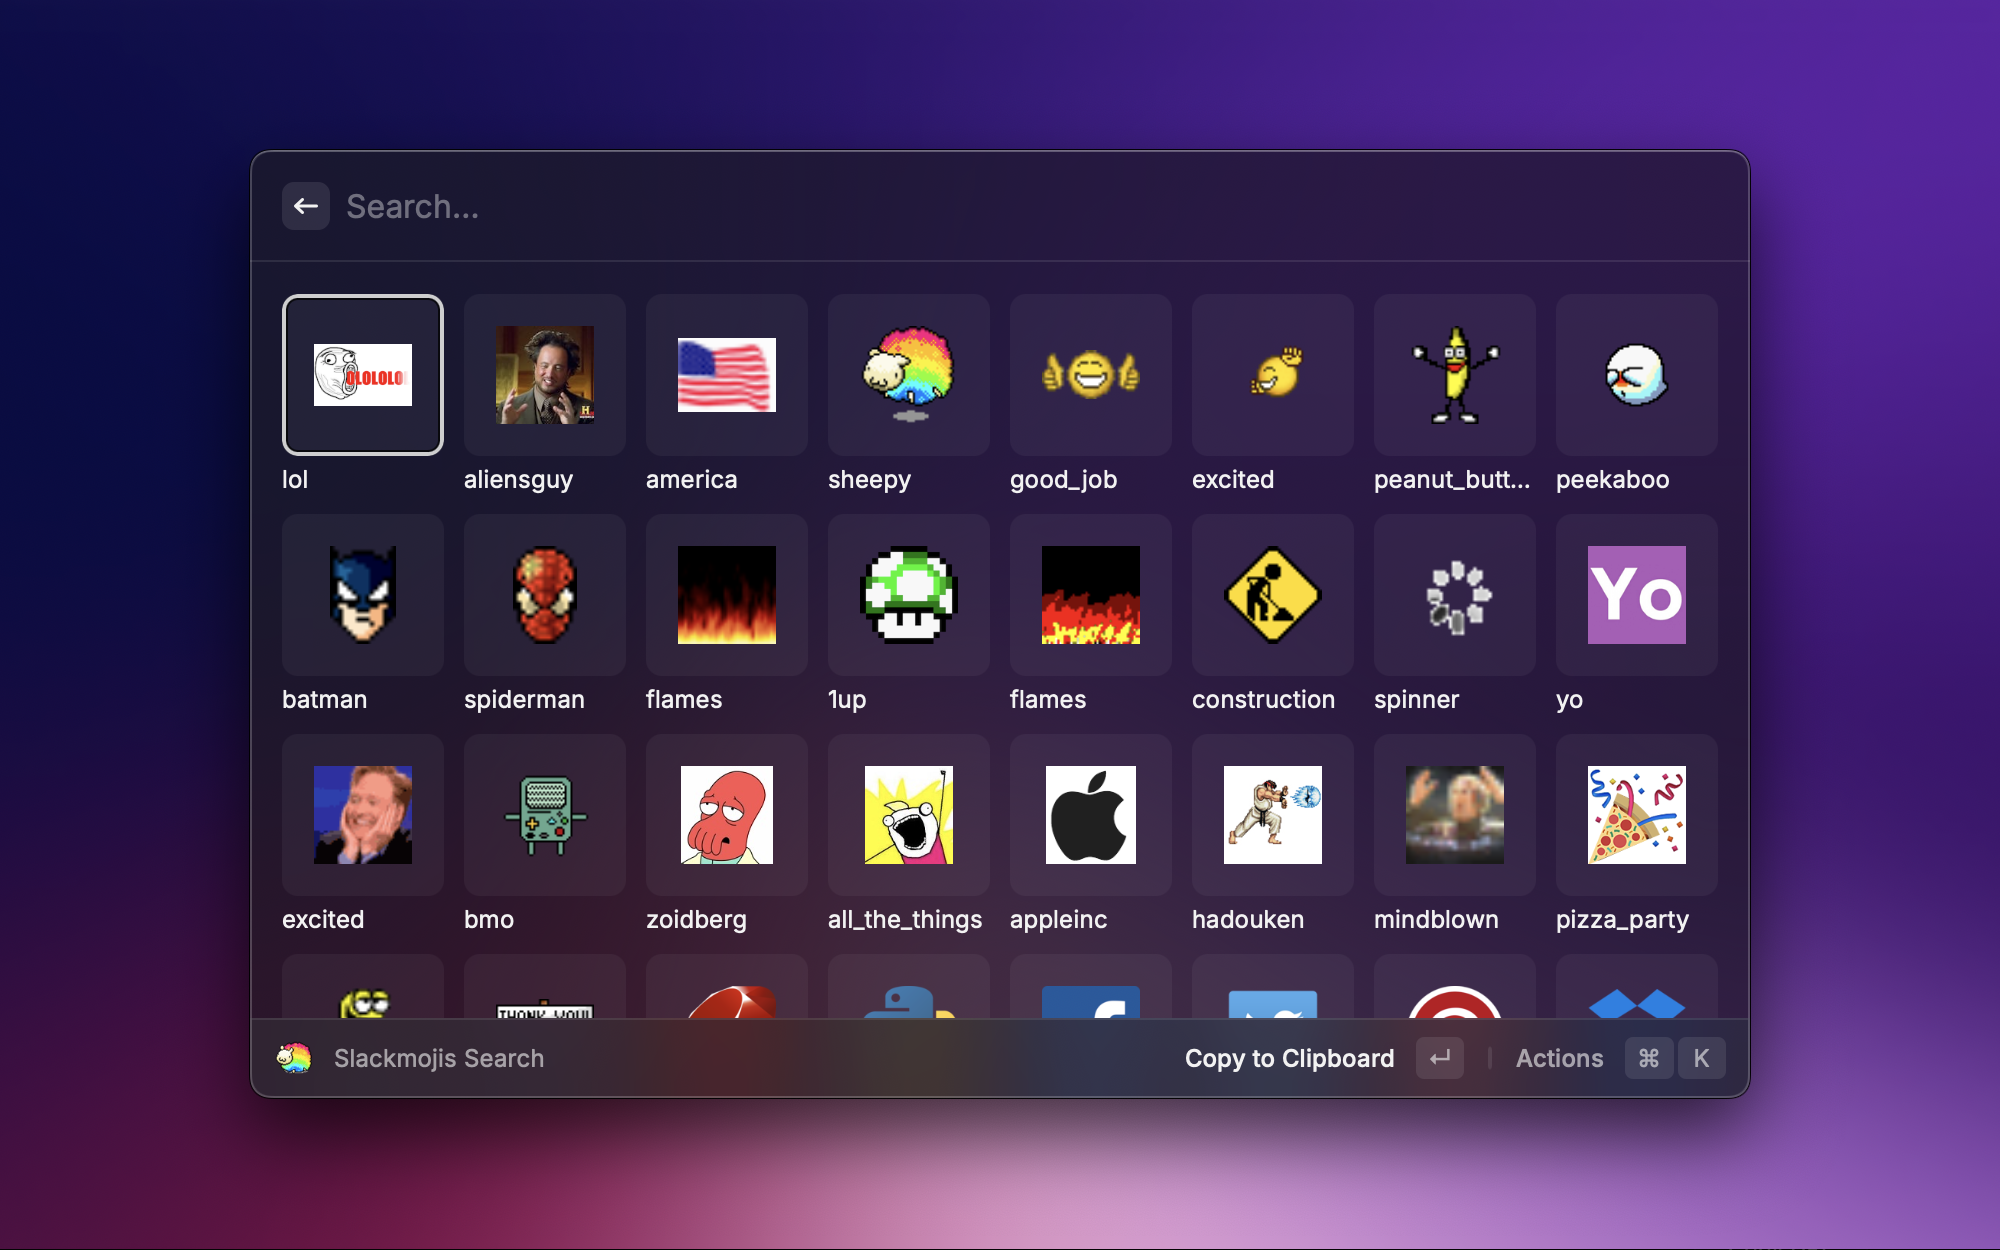 Search...
OLOLOLO
H
lol
aliensguy
america
sheepy
good_job
excited
peanut_butt...
peekaboo
Yo
batman
spiderman
flames
1up
flames
construction
spinner
yo
excited
bmo
zoidberg
all_the_things
appleinc
hadouken
mindblown
pizza_party
THANK YOU!
Slackmojis Search
Copy to Clipboard
Actions
⌘
K